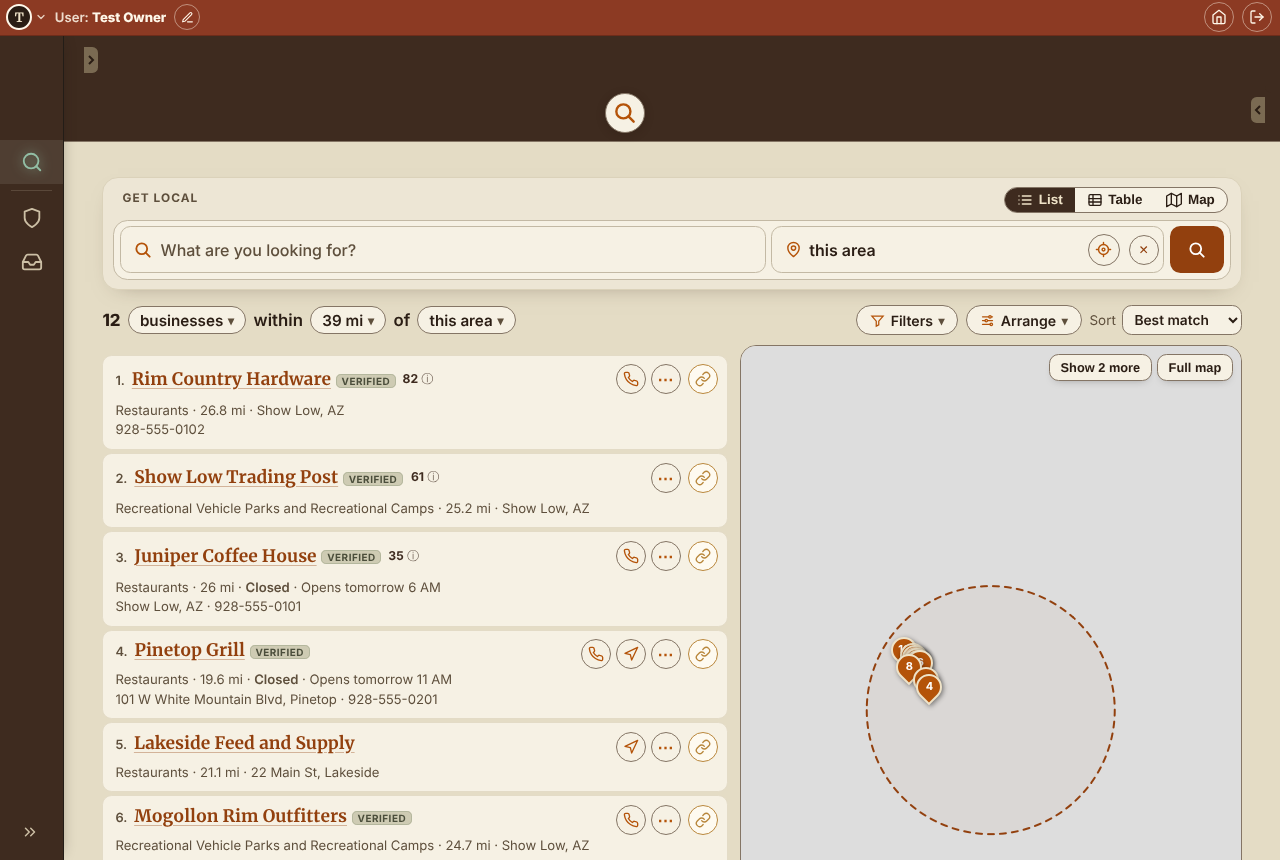 T User: Test Owner
GET LOCAL
List Table Map
What are you looking for? this area
12 businesses within 39 mi of this area Filters Arrange Sort Best match
1. Rim Country Hardware VERIFIED 82
Restaurants · 26.8 mi · Show Low, AZ
928-555-0102
2. Show Low Trading Post VERIFIED 61
Recreational Vehicle Parks and Recreational Camps · 25.2 mi · Show Low, AZ
3. Juniper Coffee House VERIFIED 35
Restaurants · 26 mi · Closed · Opens tomorrow 6 AM
Show Low, AZ · 928-555-0101
4. Pinetop Grill VERIFIED
Restaurants · 19.6 mi · Closed · Opens tomorrow 11 AM
101 W White Mountain Blvd, Pinetop · 928-555-0201
5. Lakeside Feed and Supply
Restaurants · 21.1 mi · 22 Main St, Lakeside
6. Mogollon Rim Outfitters VERIFIED
Recreational Vehicle Parks and Recreational Camps · 24.7 mi · Show Low, AZ
Show 2 more Full map
8
4